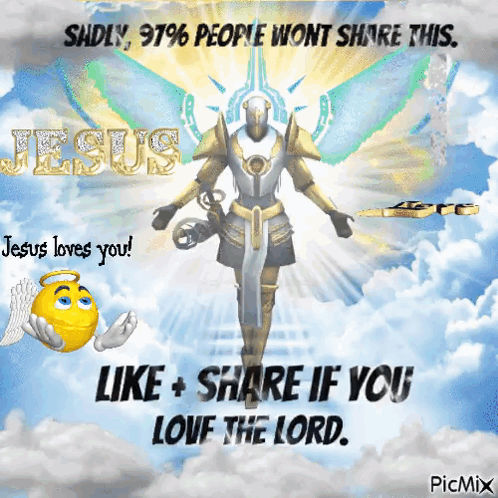 SADLY, 97% PEOPLE WONT SHARE THIS.
JESUS
Jesus loves you!
LIKE + SHARE IF YOU
LOVE THE LORD.
PicMix